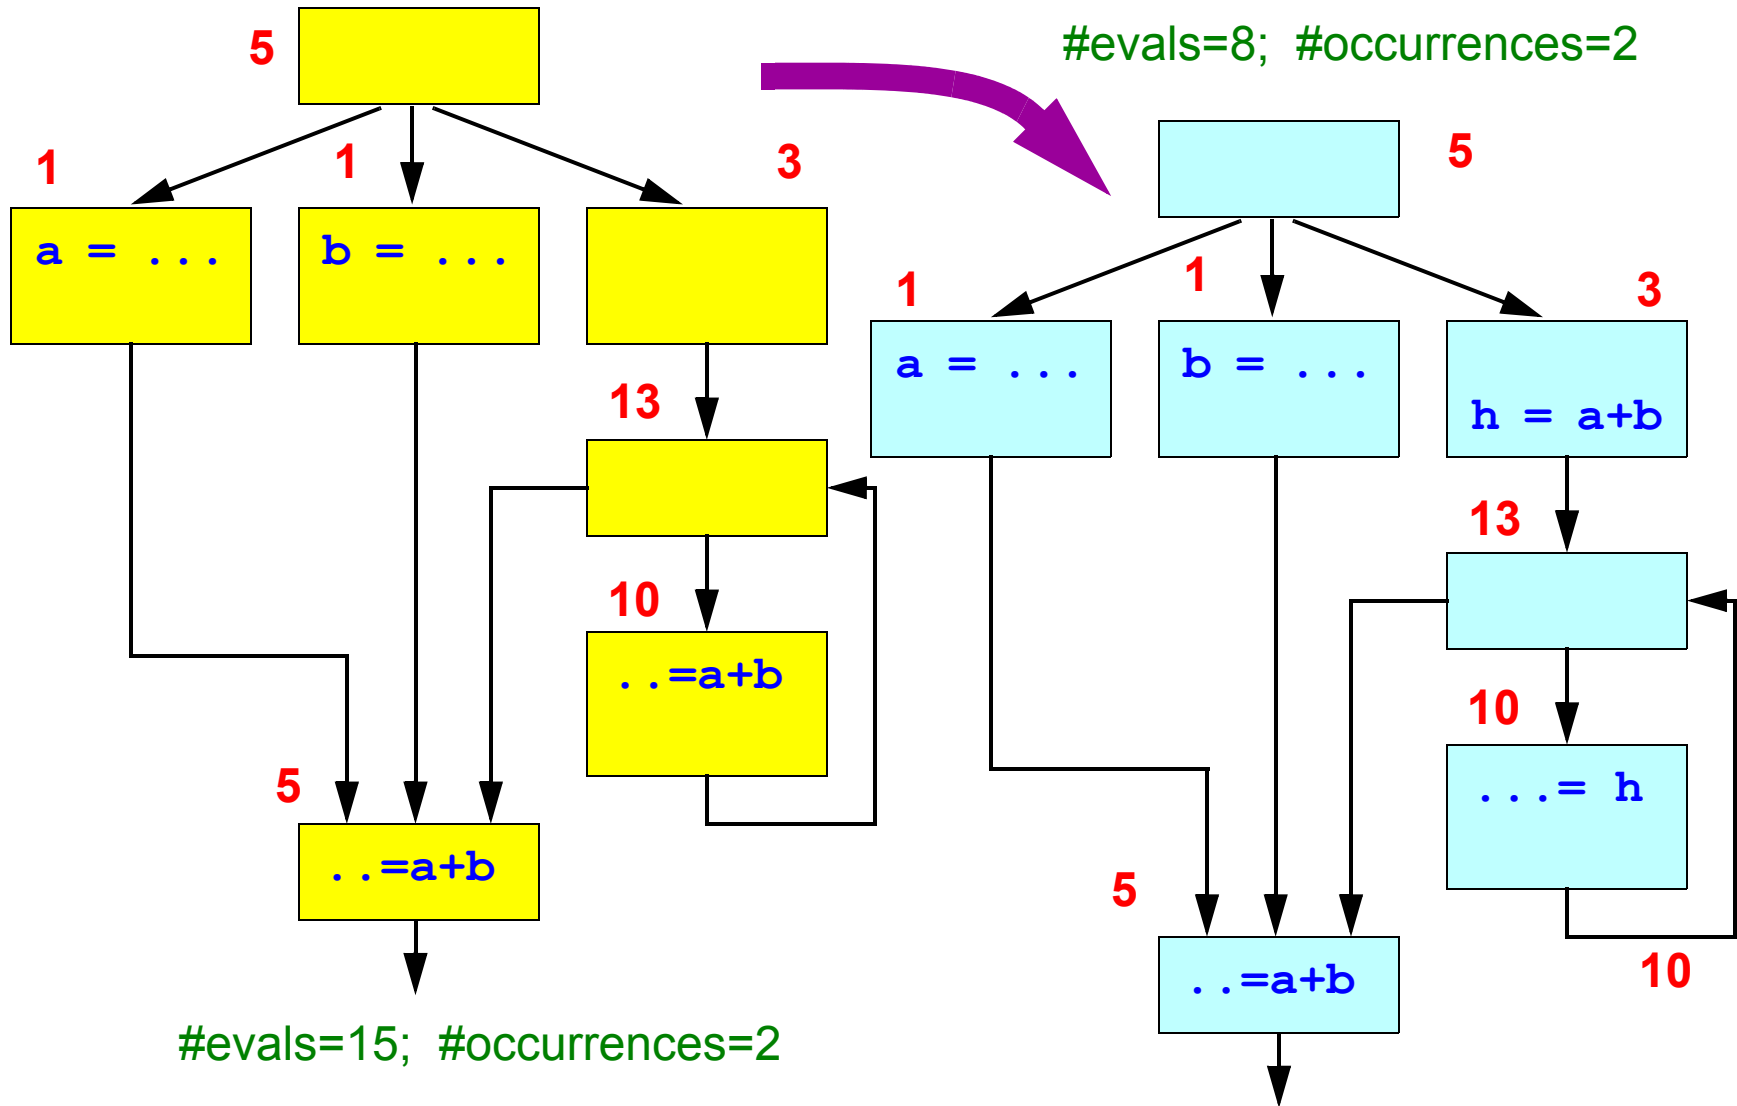 5
1
1
3
a = ...
b = ...
13
10
..=a+b
5
..=a+b
#evals=15; #occurrences=2
#evals=8; #occurrences=2
5
1
1
3
a = ...
b = ...
h = a+b
13
10
...= h
5
10
..=a+b